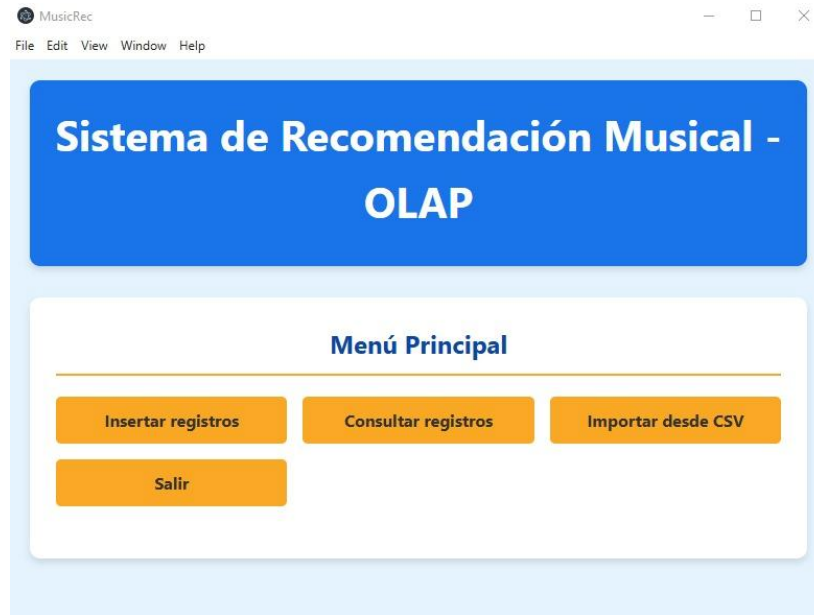 MusicRec
File Edit View Window Help
Sistema de Recomendación Musical -
OLAP
Menú Principal
Insertar registros Consultar registros Importar desde CSV
Salir